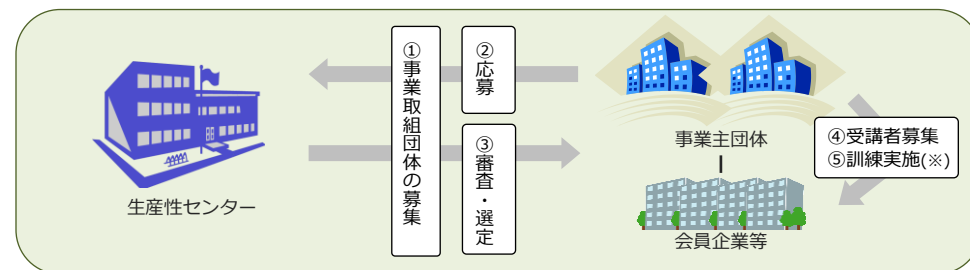 ①事業取組団体の募集
②応募
③審査・選定
生産性センター
事業主団体
会員企業等
④受講者募集
⑤訓練実施(※)